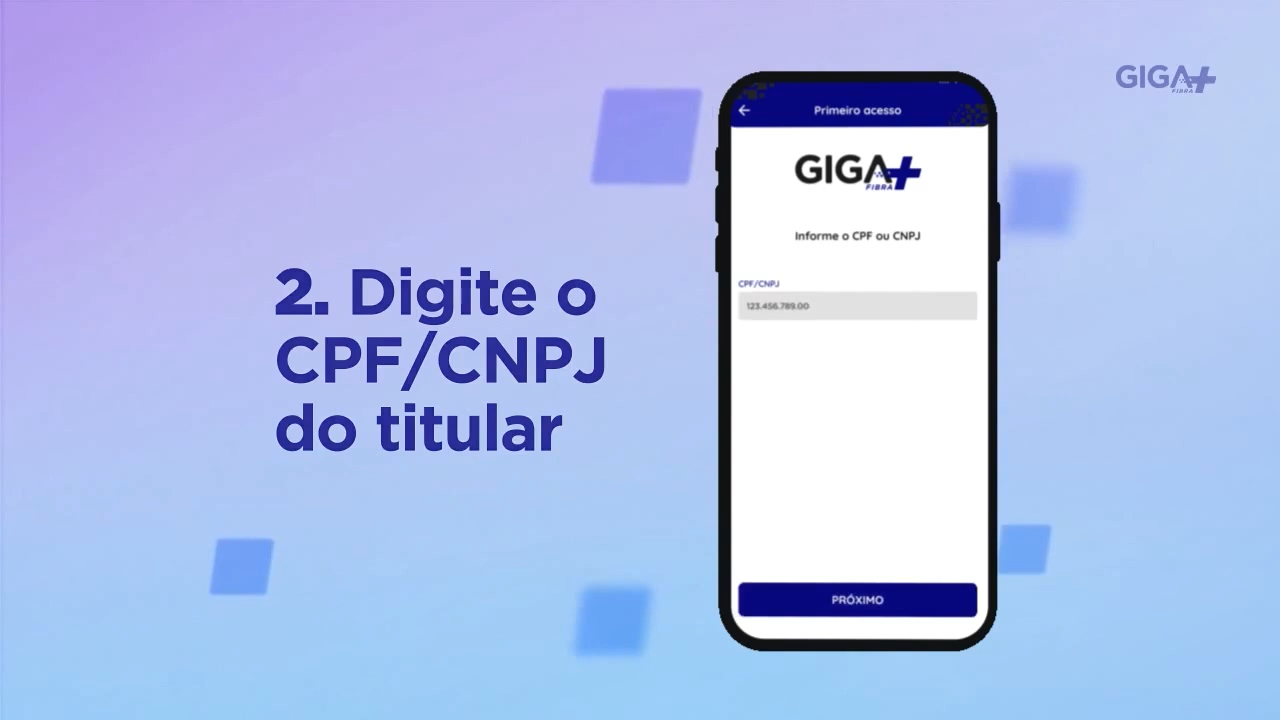 2. Digite o
CPF/CNPJ
do titular
GIGA+
FIBRA
Primeiro acesso
GIGA+
FIBRA
Informe o CPF ou CNPJ
CPF/CNPJ
123.456.789.00
PRÓXIMO